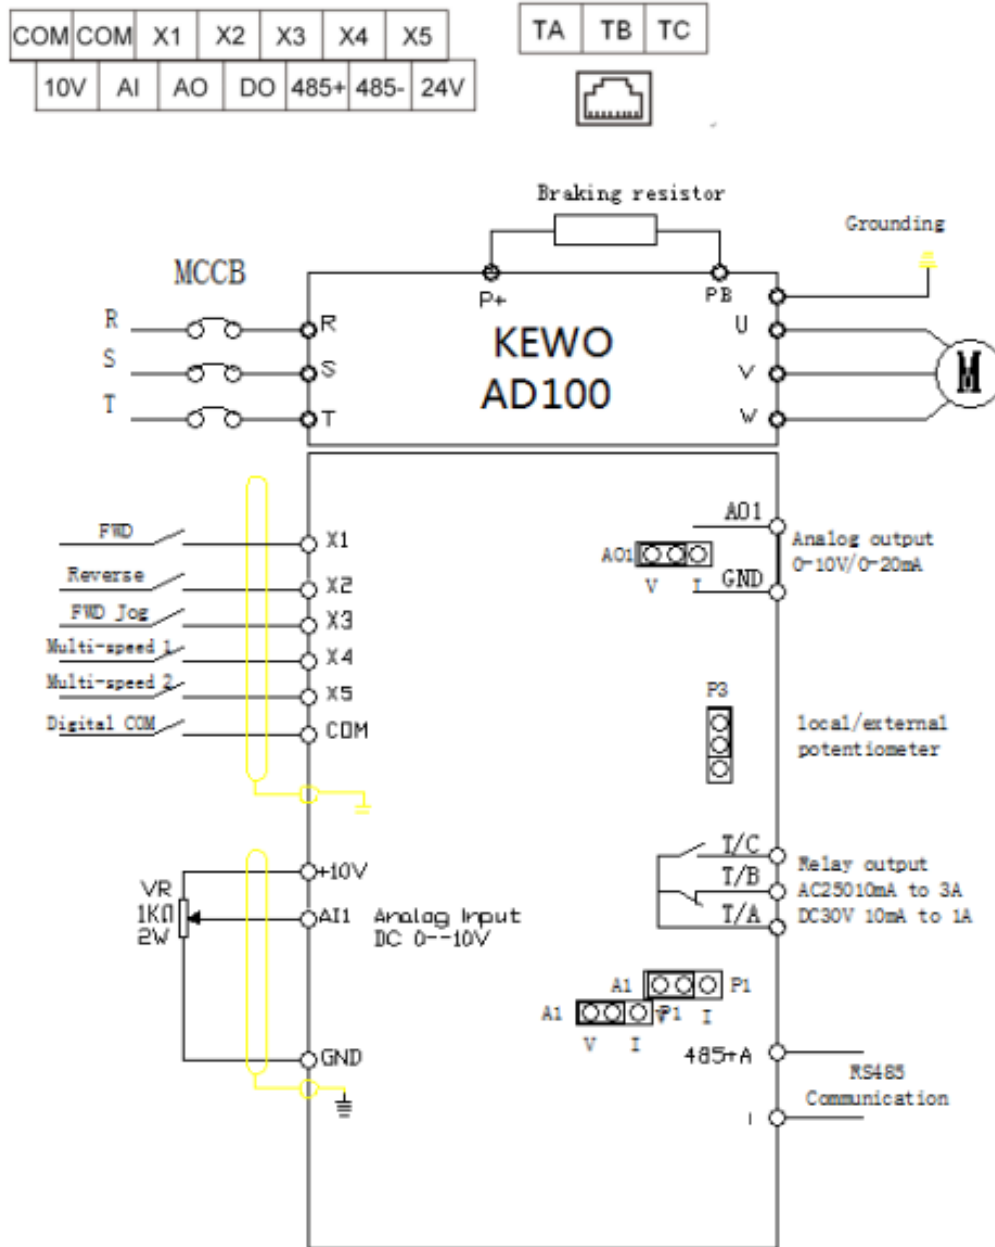 COM COM X1 X2 X3 X4 X5
10V AI AO DO 485+ 485- 24V
TA TB TC
Braking resistor
Grounding
MCCB
P+
PB
R
S
T
R
S
T
KEWO
AD100
U
V
W
M
FWD
X1
Reverse
X2
FWD Jog
X3
Multi-speed 1
X4
Multi-speed 2
X5
Digital COM
COM
AO1
AO1
V I
GND
Analog output
0-10V/0-20mA
P3
local/external
potentiometer
T/C
T/B
T/A
Relay output
AC25010mA to 3A
DC30V 10mA to 1A
+10V
VR
1KΩ
2W
AI1
Analog Input
DC 0--10V
GND
A1 P1
V I
A1 P1
V I
485+A
RS485
Communication
I